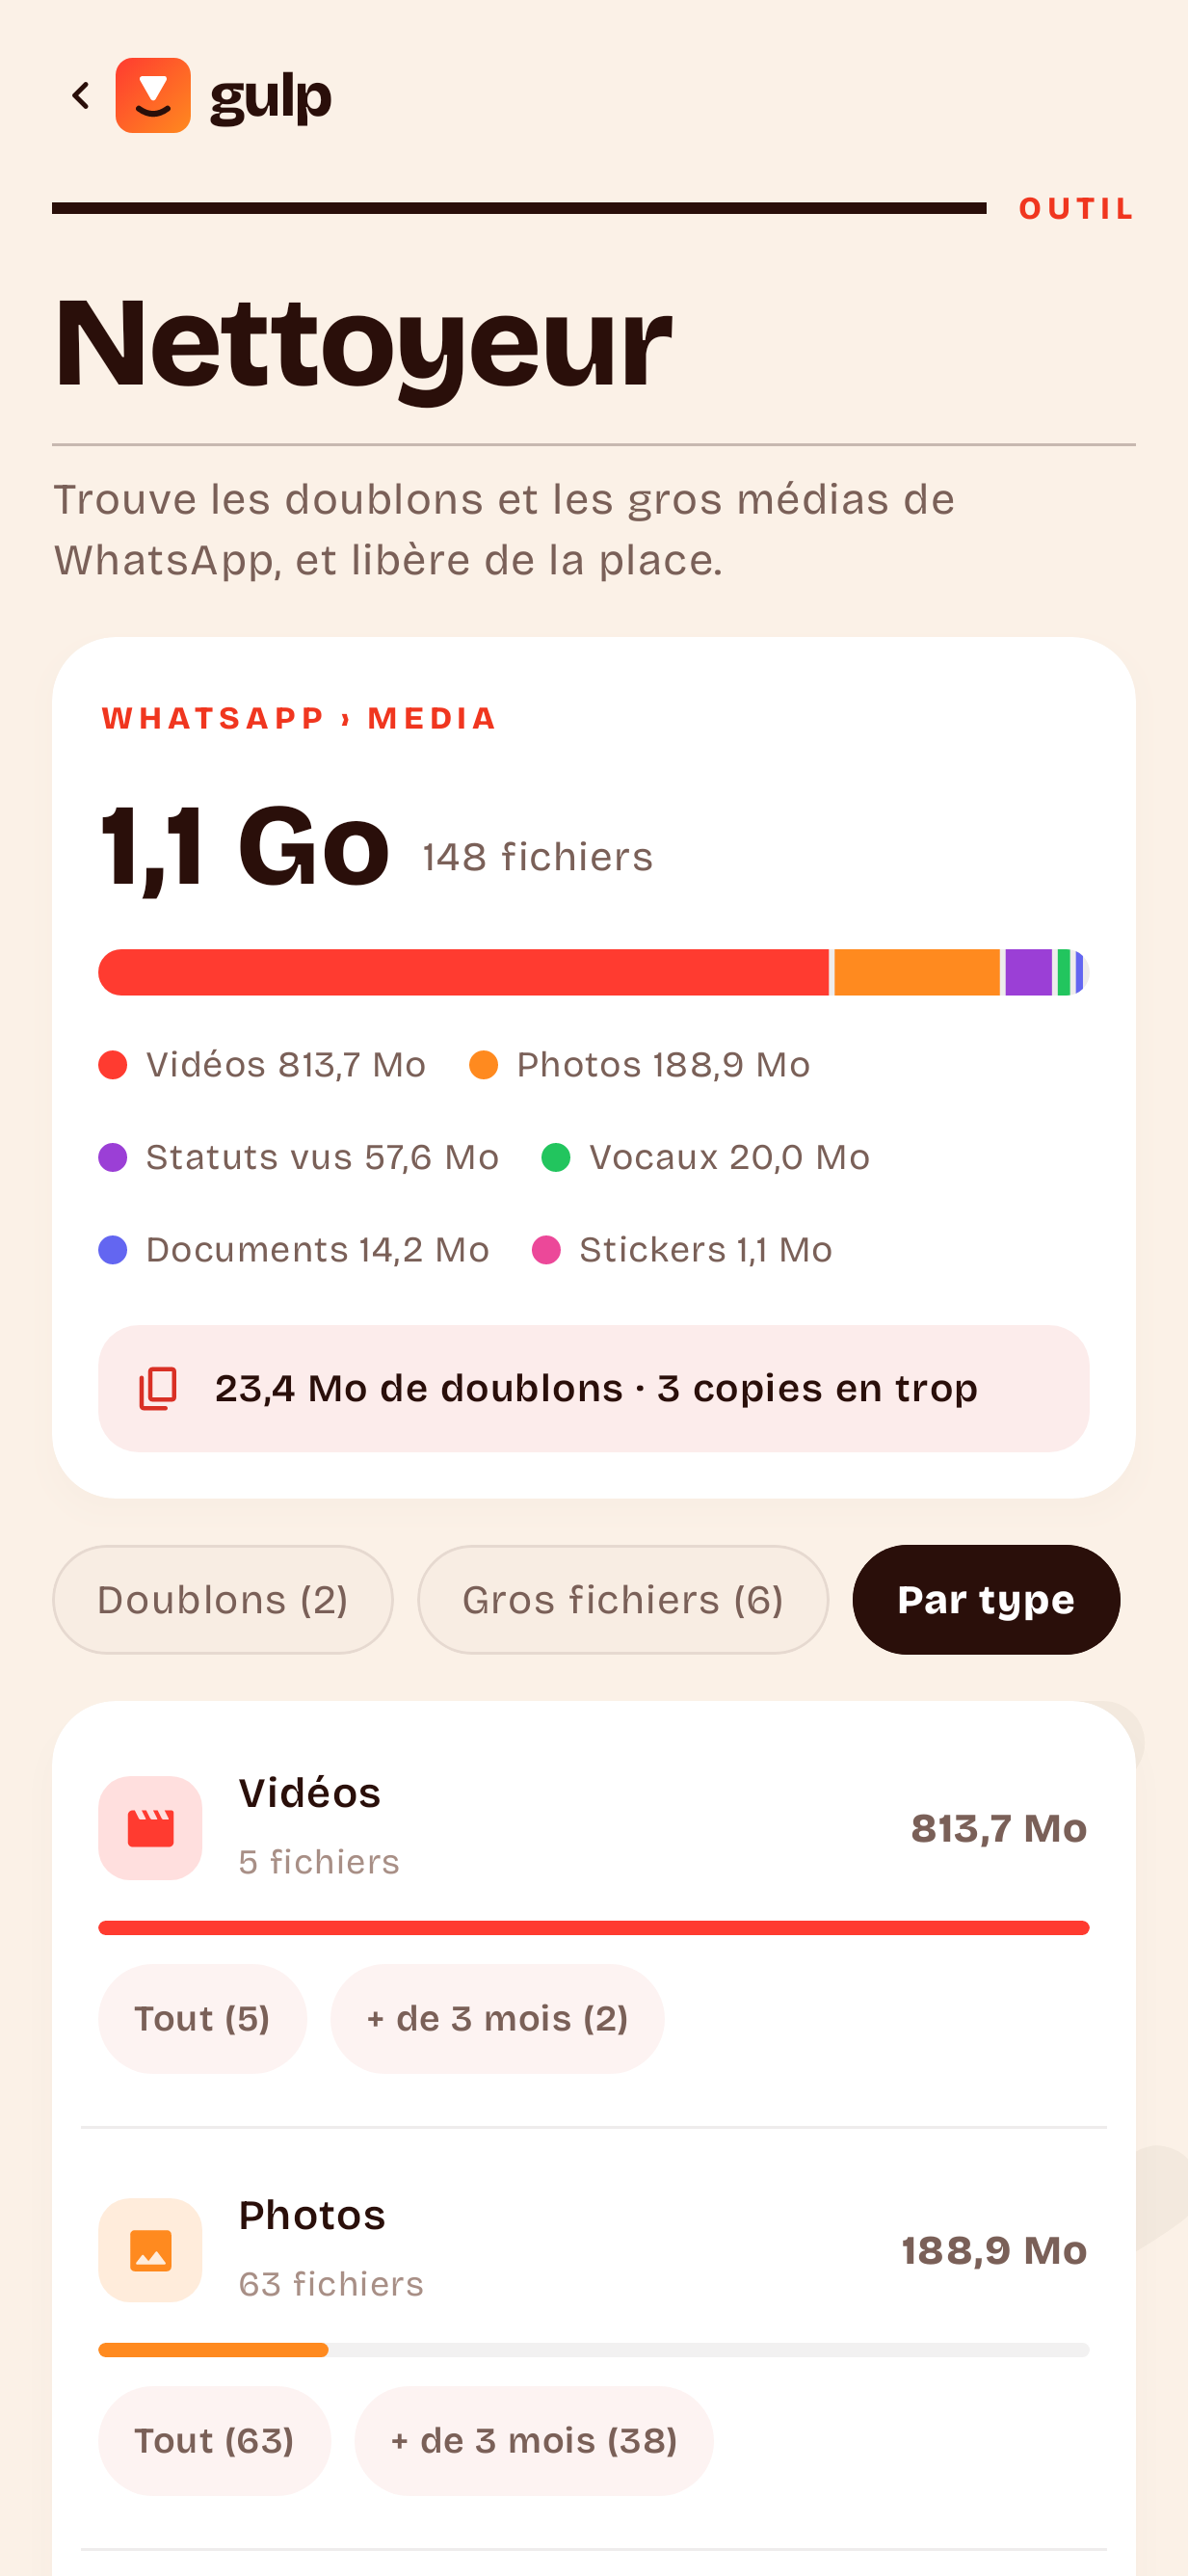 gulp
OUTIL
Nettoyeur
Trouve les doublons et les gros médias de
WhatsApp, et libère de la place.
WHATSAPP › MEDIA
1,1 Go 148 fichiers
Vidéos 813,7 Mo Photos 188,9 Mo
Statuts vus 57,6 Mo Vocaux 20,0 Mo
Documents 14,2 Mo Stickers 1,1 Mo
23,4 Mo de doublons · 3 copies en trop
Doublons (2) Gros fichiers (6) Par type
Vidéos
813,7 Mo
5 fichiers
Tout (5) + de 3 mois (2)
Photos
188,9 Mo
63 fichiers
Tout (63) + de 3 mois (38)